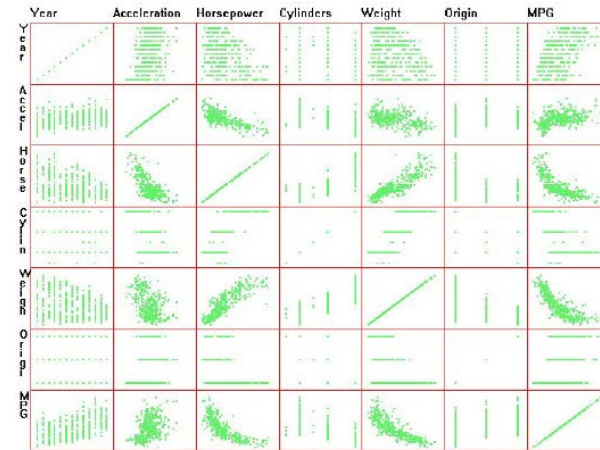 Year Acceleration Horsepower Cylinders Weight Origin MPG
Year
Accel
Horse
Cylin
Weigh
Origi
MPG